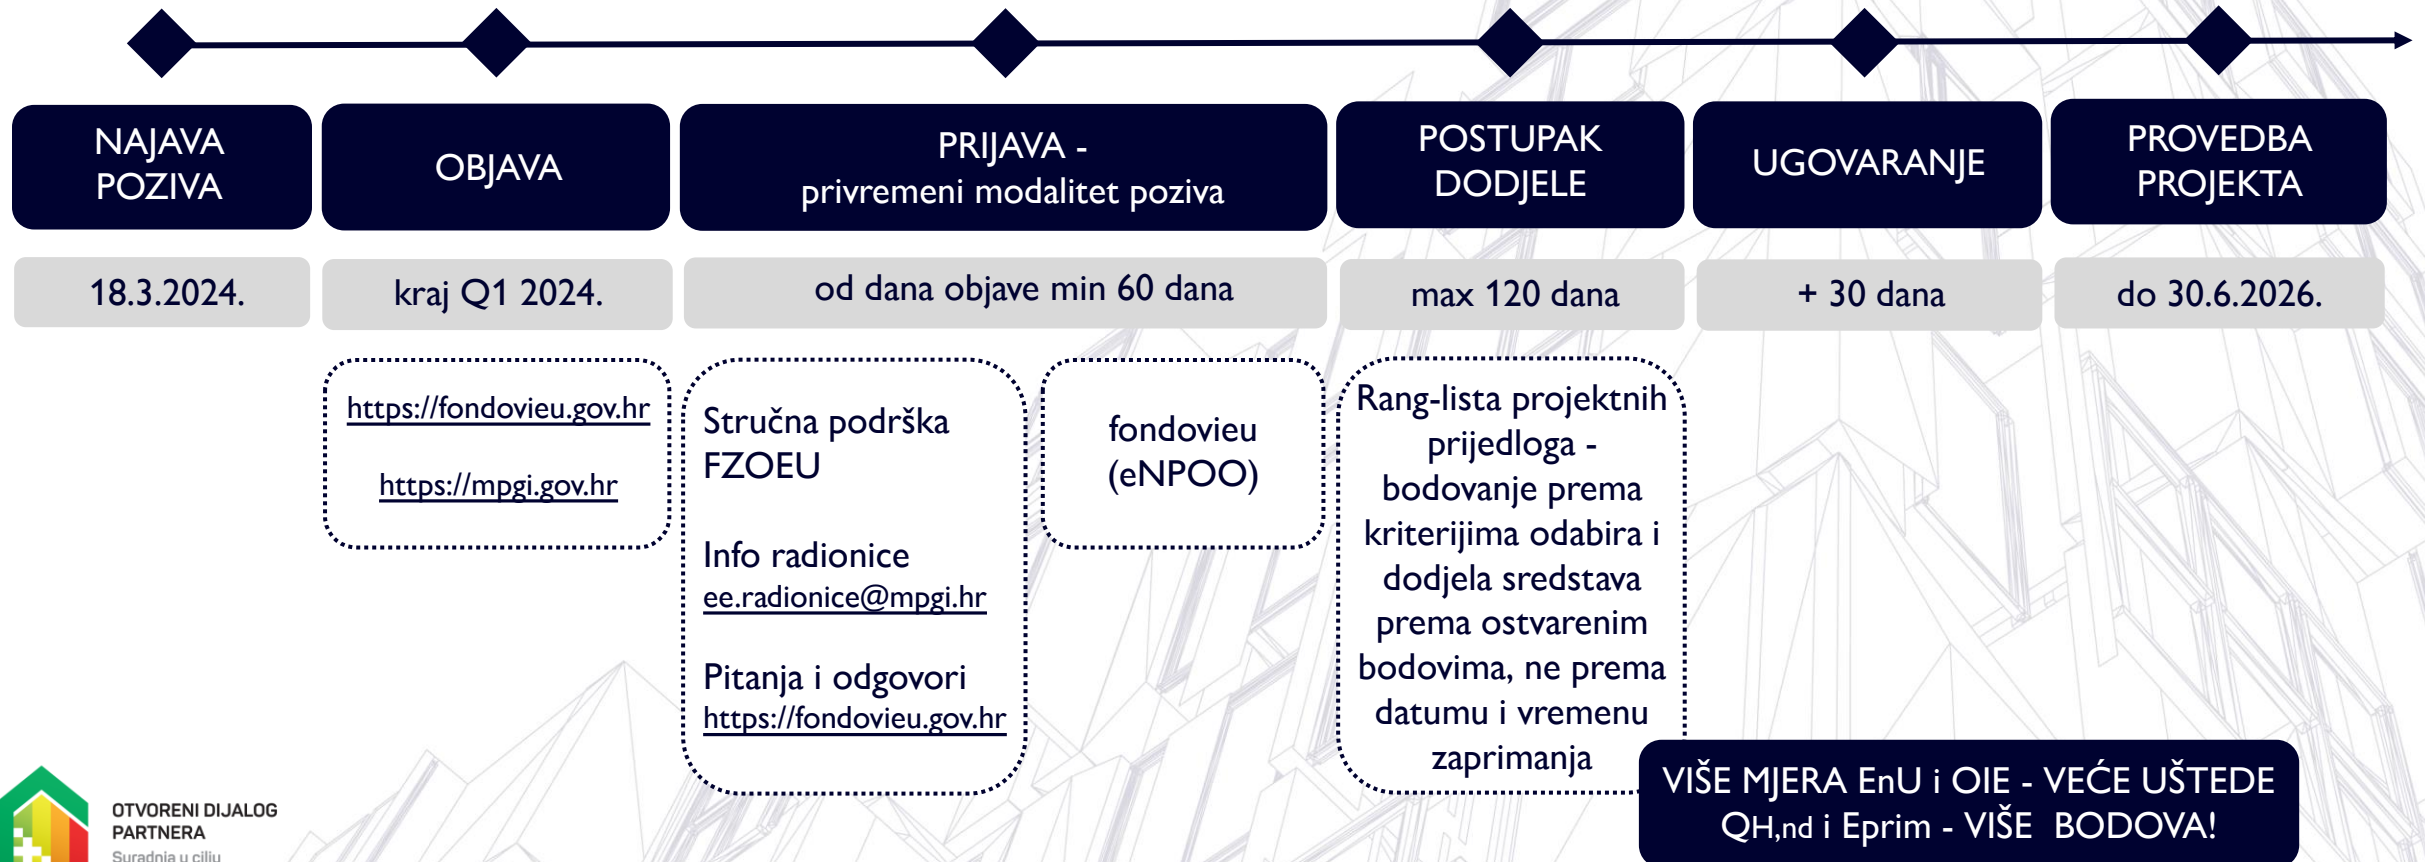 NAJAVA
POZIVA
OBJAVA
PRIJAVA -
privremeni modalitet poziva
POSTUPAK
DODJELE
UGOVARANJE
PROVEDBA
PROJEKTA
18.3.2024.
kraj Q1 2024.
od dana objave min 60 dana
max 120 dana
+ 30 dana
do 30.6.2026.
https://fondovieu.gov.hr
https://mpgi.gov.hr
Stručna podrška
FZOEU
Info radionice
ee.radionice@mpgi.hr
Pitanja i odgovori
https://fondovieu.gov.hr
fondovieu
(eNPOO)
Rang-lista projektnih
prijedloga -
bodovanje prema
kriterijima odabira i
dodjela sredstava
prema ostvarenim
bodovima, ne prema
datumu i vremenu
zaprimanja
VIŠE MJERA EnU i OIE - VEĆE UŠTEDE
QH,nd i Eprim - VIŠE BODOVA!
OTVORENI DIJALOG
PARTNERA
Suradnja u cilju